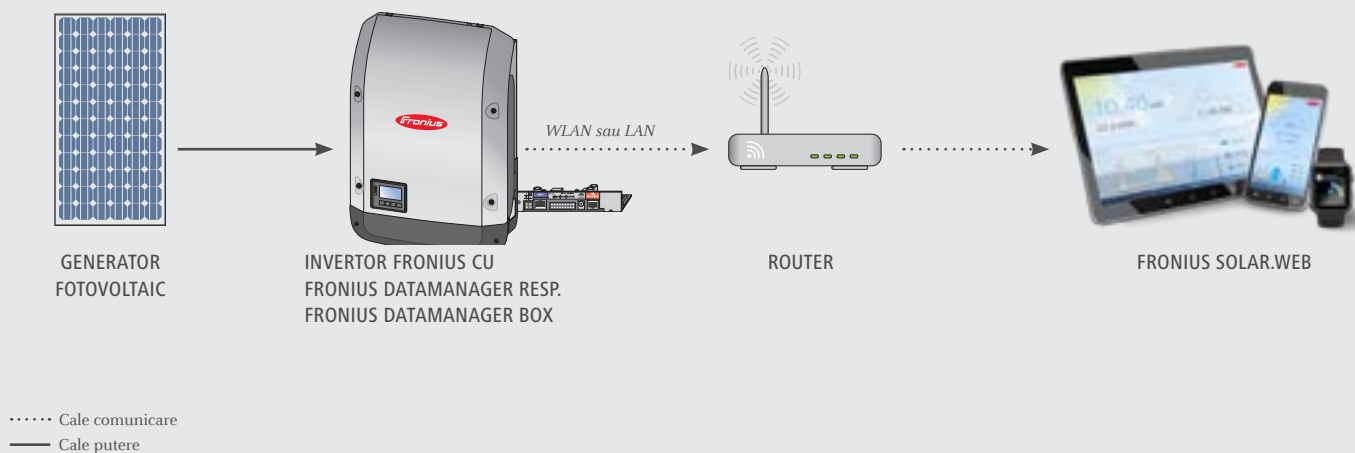 Fronius
WLAN sau LAN
GENERATOR
FOTOVOLTAIC
INVERTOR FRONIUS CU
FRONIUS DATAMANAGER RESP.
FRONIUS DATAMANAGER BOX
ROUTER
FRONIUS SOLAR.WEB
Cale comunicare
Cale putere